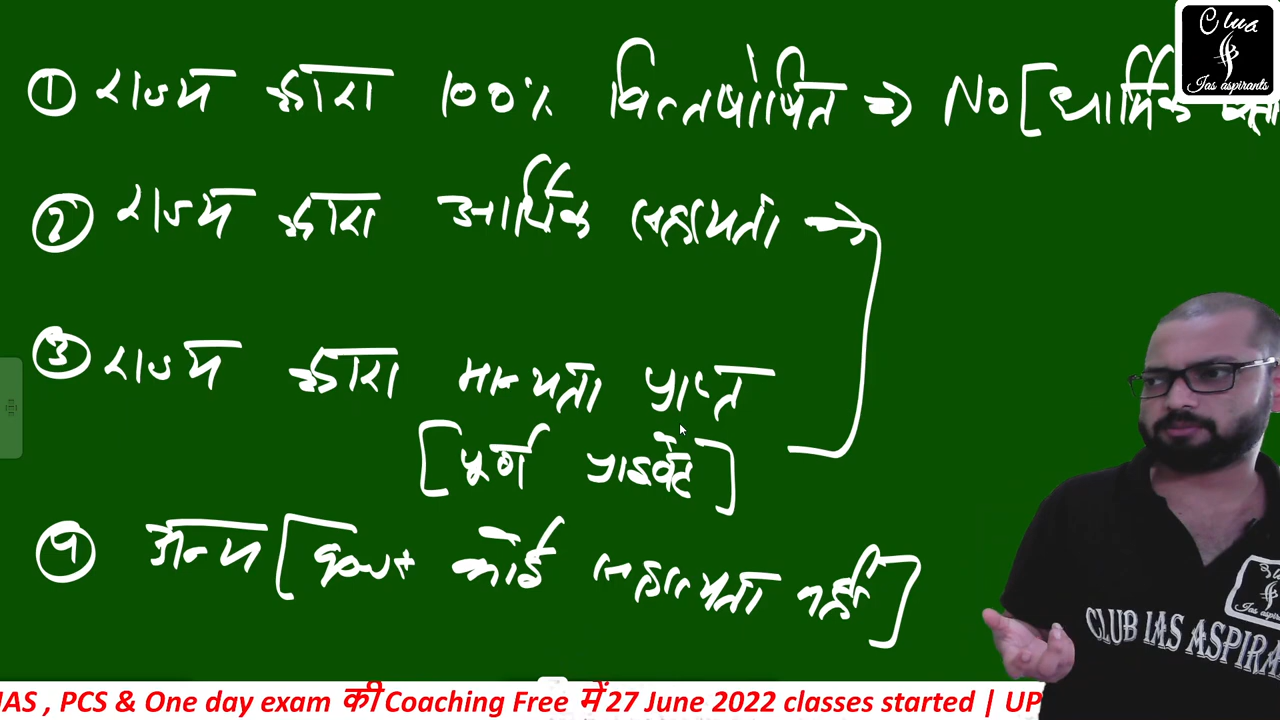 ① राज्य द्वारा 100% वित्तपोषित ⇒ No [धार्मिक
② राज्य द्वारा आर्थिक सहायता →
③ राज्य द्वारा मान्यता प्राप्त
[पूर्ण प्राइवेट]
④ अन्य [govt कोई सहायता नहीं]
Club
Ias aspirants
CLUB IAS ASPIRA
IAS , PCS & One day exam की Coaching Free में 27 June 2022 classes started | UP